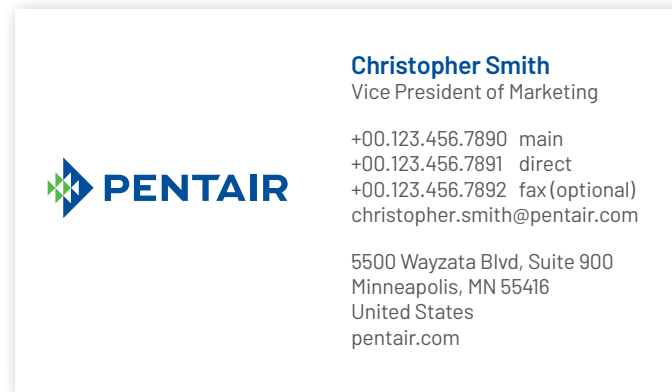 PENTAIR
Christopher Smith
Vice President of Marketing
+00.123.456.7890 main
+00.123.456.7891 direct
+00.123.456.7892 fax (optional)
christopher.smith@pentair.com
5500 Wayzata Blvd, Suite 900
Minneapolis, MN 55416
United States
pentair.com